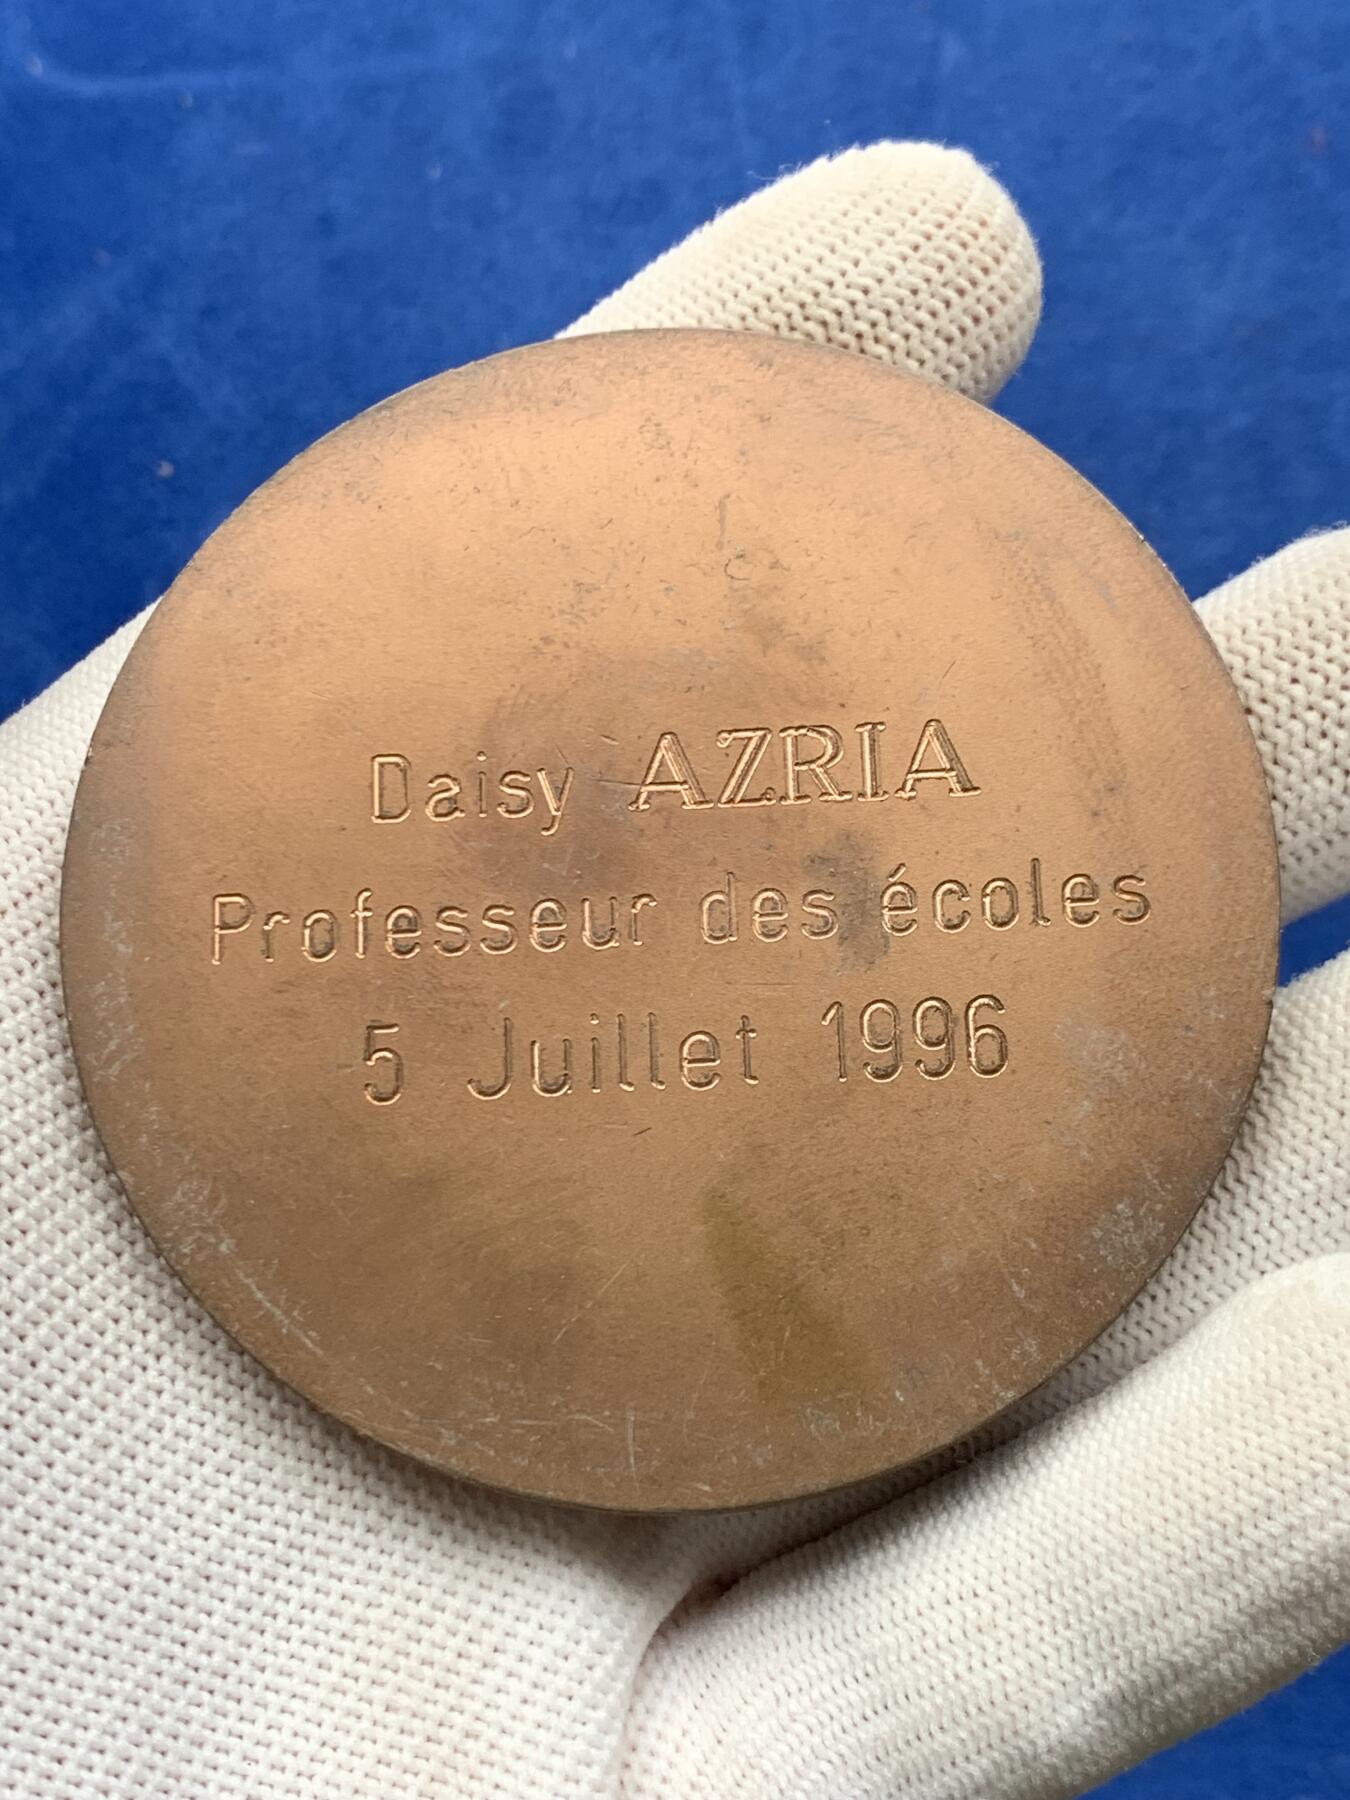 Daisy AZRIA
Professeur des écoles
5 Juillet 1996